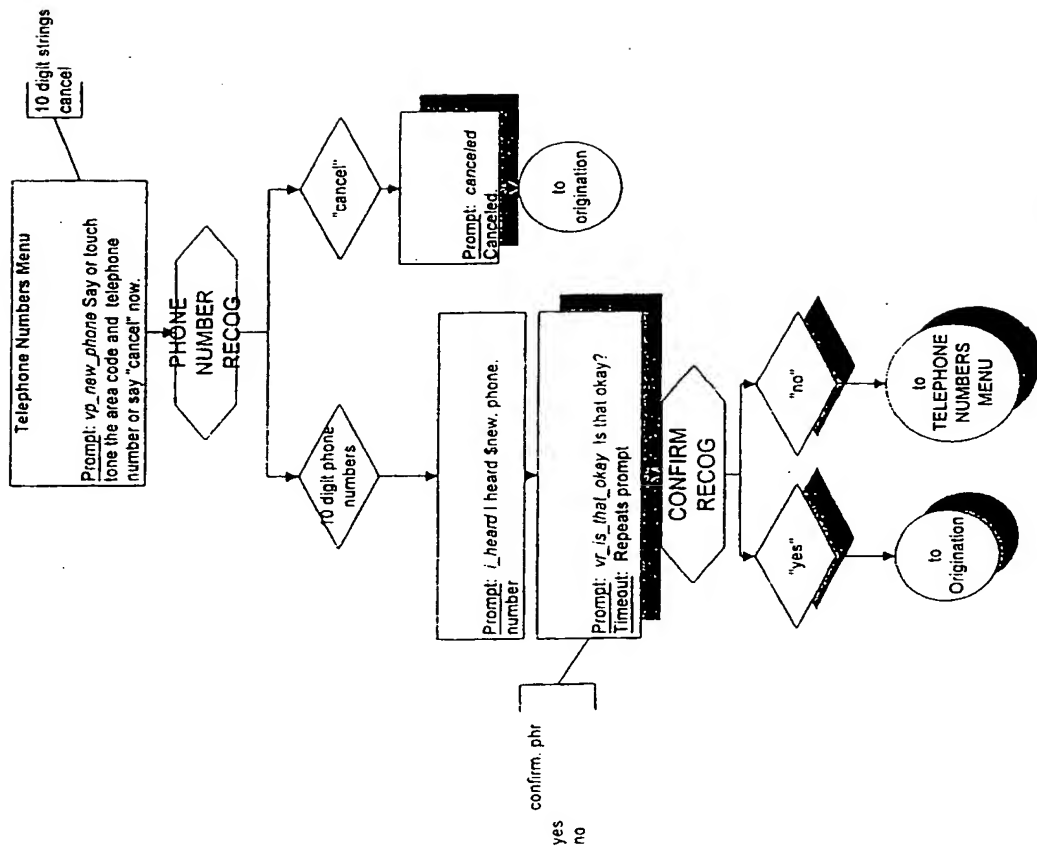 10 digit strings
cancel
Telephone Numbers Menu
Prompt: vp_new_phone Say or touch
tone the area code and telephone
number or say "cancel" now.
PHONE
NUMBER
RECOG
"cancel"
Prompt: canceled
Canceled.
to
origination
10 digit phone
numbers
Prompt: i_heard I heard $new. phone.
number
Prompt: vr_is_that_okay Is that okay?
Timeout: Repeats prompt
confirm. phr
yes
no
CONFIRM
RECOG
"yes"
to
Origination
"no"
to
TELEPHONE
NUMBERS
MENU